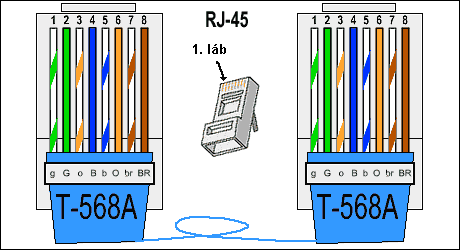 RJ-45
1. láb
1 2 3 4 5 6 7 8
g G o B b O br BR
T-568A
1 2 3 4 5 6 7 8
g G o B b O br BR
T-568A